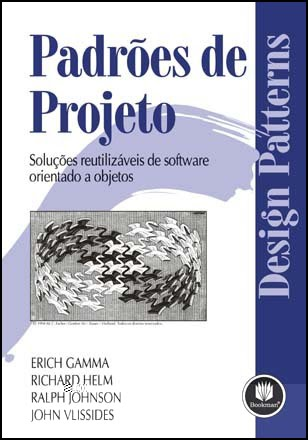 Padrões de
Projeto
Soluções reutilizáveis de software
orientado a objetos
Design Patterns
ERICH GAMMA
RICHARD HELM
RALPH JOHNSON
JOHN VLISSIDES
Bookman